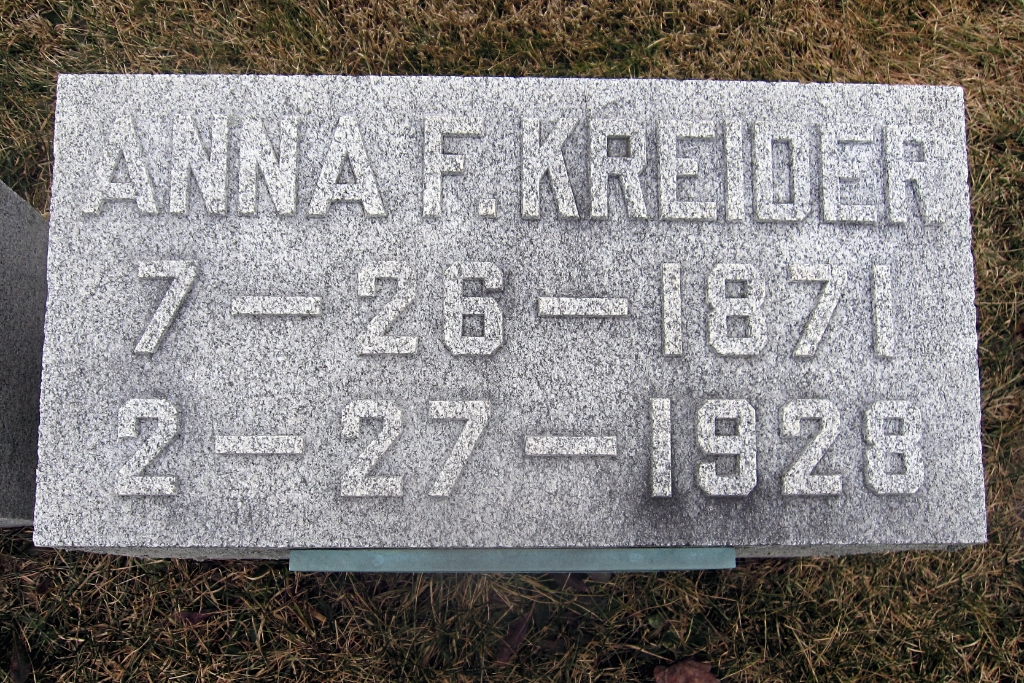 ANNA F. KREIDER
7-26-1871
2-27-1928